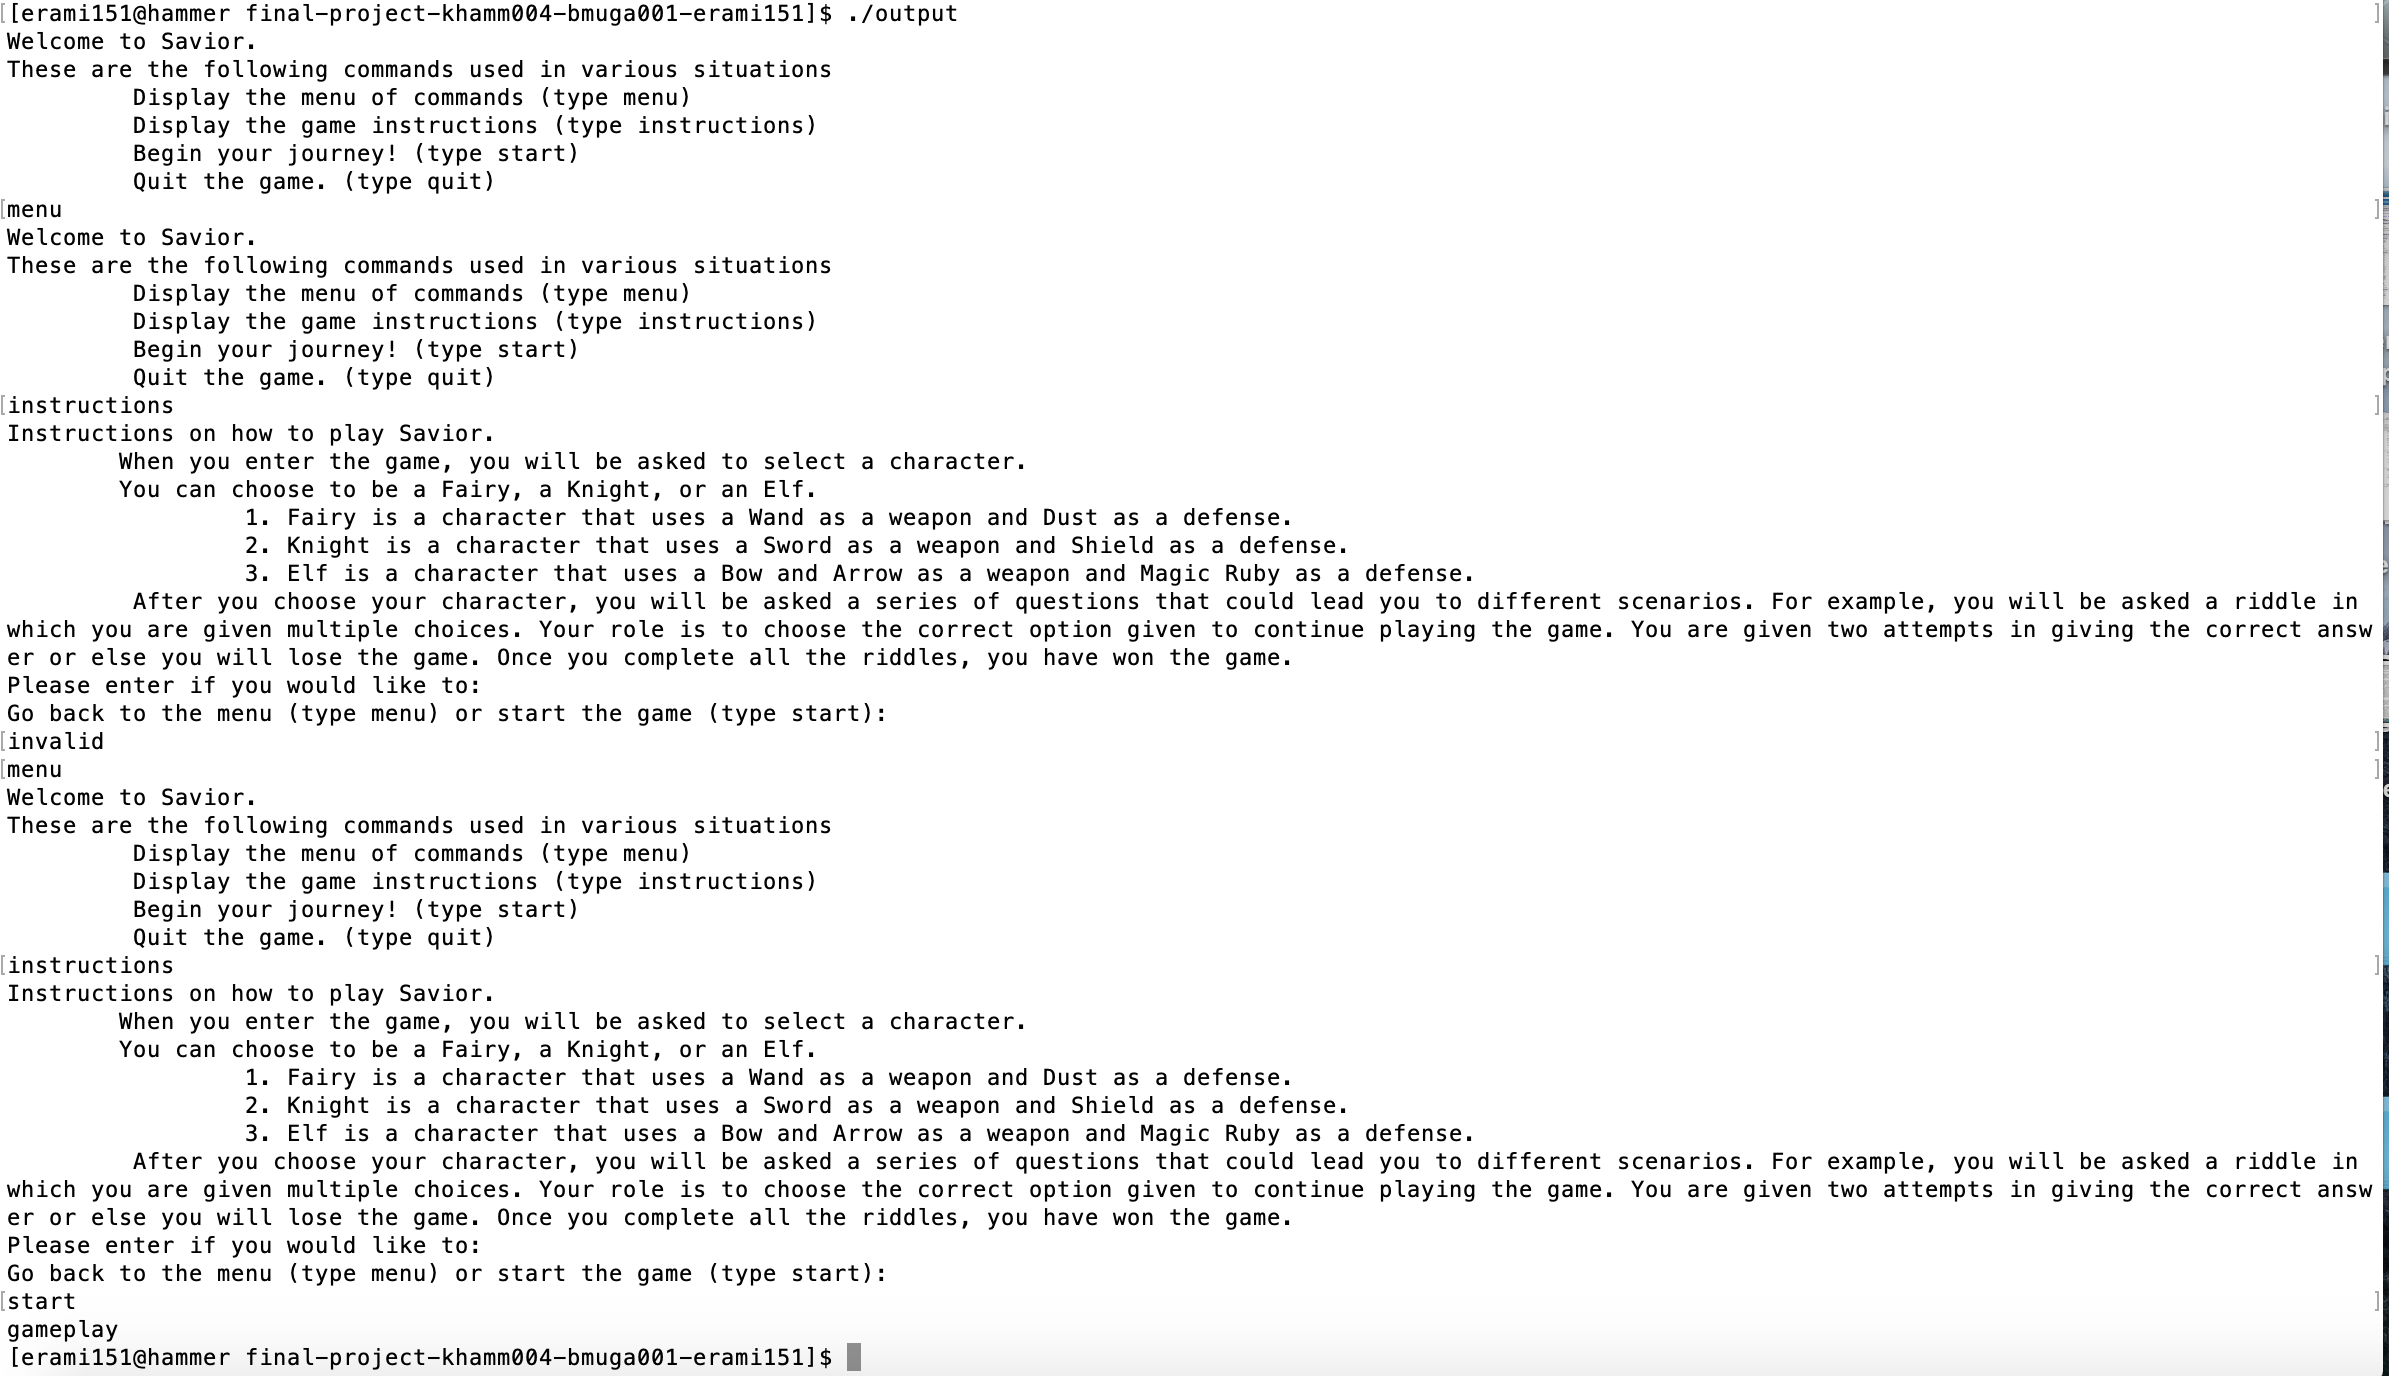 [[erami151@hammer final-project-khamm004-bmuga001-erami151]$ ./output ]
Welcome to Savior.
These are the following commands used in various situations
Display the menu of commands (type menu)
Display the game instructions (type instructions)
Begin your journey! (type start)
Quit the game. (type quit)
[menu ]
Welcome to Savior.
These are the following commands used in various situations
Display the menu of commands (type menu)
Display the game instructions (type instructions)
Begin your journey! (type start)
Quit the game. (type quit)
[instructions ]
Instructions on how to play Savior.
When you enter the game, you will be asked to select a character.
You can choose to be a Fairy, a Knight, or an Elf.
1. Fairy is a character that uses a Wand as a weapon and Dust as a defense.
2. Knight is a character that uses a Sword as a weapon and Shield as a defense.
3. Elf is a character that uses a Bow and Arrow as a weapon and Magic Ruby as a defense.
After you choose your character, you will be asked a series of questions that could lead you to different scenarios. For example, you will be asked a riddle in
which you are given multiple choices. Your role is to choose the correct option given to continue playing the game. You are given two attempts in giving the correct answ
er or else you will lose the game. Once you complete all the riddles, you have won the game.
Please enter if you would like to:
Go back to the menu (type menu) or start the game (type start):
[invalid ]
[menu ]
Welcome to Savior.
These are the following commands used in various situations
Display the menu of commands (type menu)
Display the game instructions (type instructions)
Begin your journey! (type start)
Quit the game. (type quit)
[instructions ]
Instructions on how to play Savior.
When you enter the game, you will be asked to select a character.
You can choose to be a Fairy, a Knight, or an Elf.
1. Fairy is a character that uses a Wand as a weapon and Dust as a defense.
2. Knight is a character that uses a Sword as a weapon and Shield as a defense.
3. Elf is a character that uses a Bow and Arrow as a weapon and Magic Ruby as a defense.
After you choose your character, you will be asked a series of questions that could lead you to different scenarios. For example, you will be asked a riddle in
which you are given multiple choices. Your role is to choose the correct option given to continue playing the game. You are given two attempts in giving the correct answ
er or else you will lose the game. Once you complete all the riddles, you have won the game.
Please enter if you would like to:
Go back to the menu (type menu) or start the game (type start):
[start ]
gameplay
[erami151@hammer final-project-khamm004-bmuga001-erami151]$